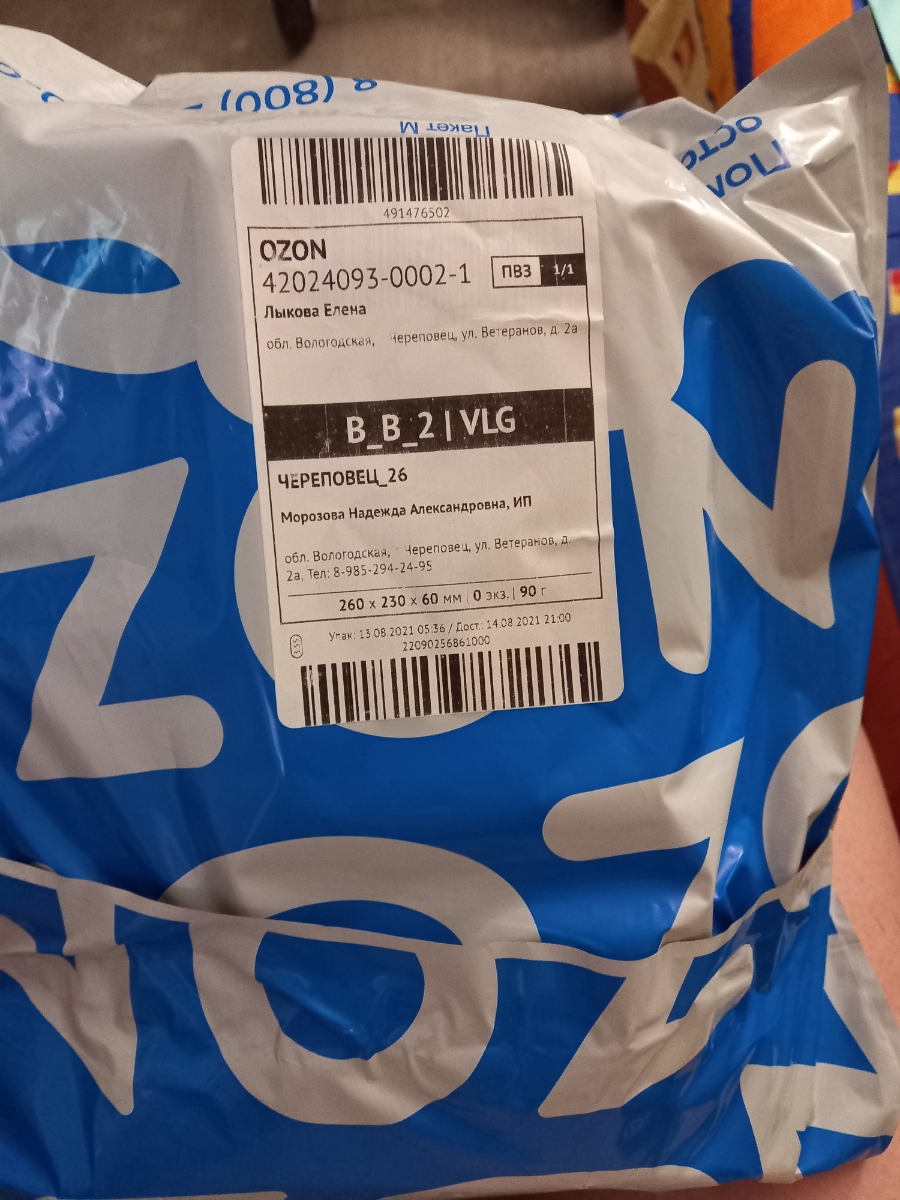 8 (800)
Пакет М
491476502
OZON
42024093-0002-1
ПВЗ 1/1
Лыкова Елена
обл. Вологодская, Череповец, ул. Ветеранов, д. 2а
B_B_2 | VLG
ЧЕРЕПОВЕЦ_26
Морозова Надежда Александровна, ИП
обл. Вологодская, Череповец, ул. Ветеранов, д.
2а, Тел: 8-985-294-24-95
260 x 230 x 60 мм | 0 экз. | 90 г
Упак: 13.08.2021 05:36 / Дост.: 14.08.2021 21:00
22090256861000
OZON
OZ